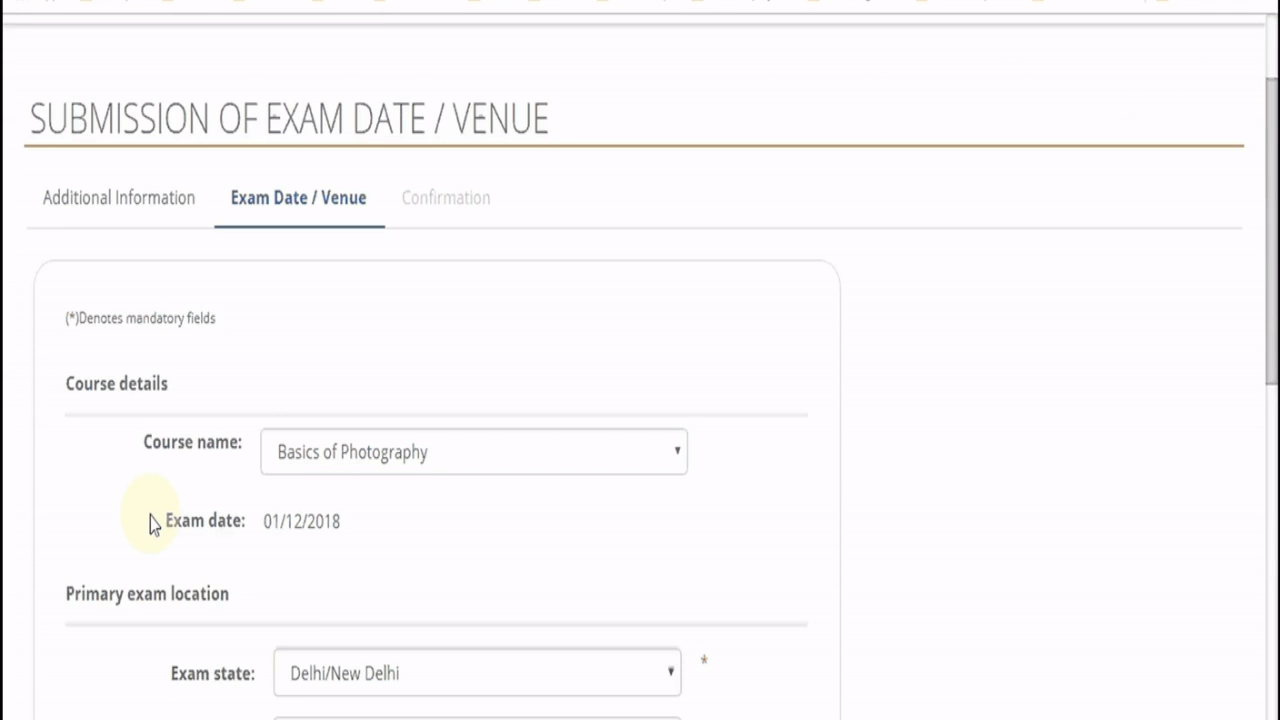 SUBMISSION OF EXAM DATE / VENUE
Additional Information Exam Date / Venue Confirmation
(*)Denotes mandatory fields
Course details
Course name: Basics of Photography
Exam date: 01/12/2018
Primary exam location
Exam state: Delhi/New Delhi *